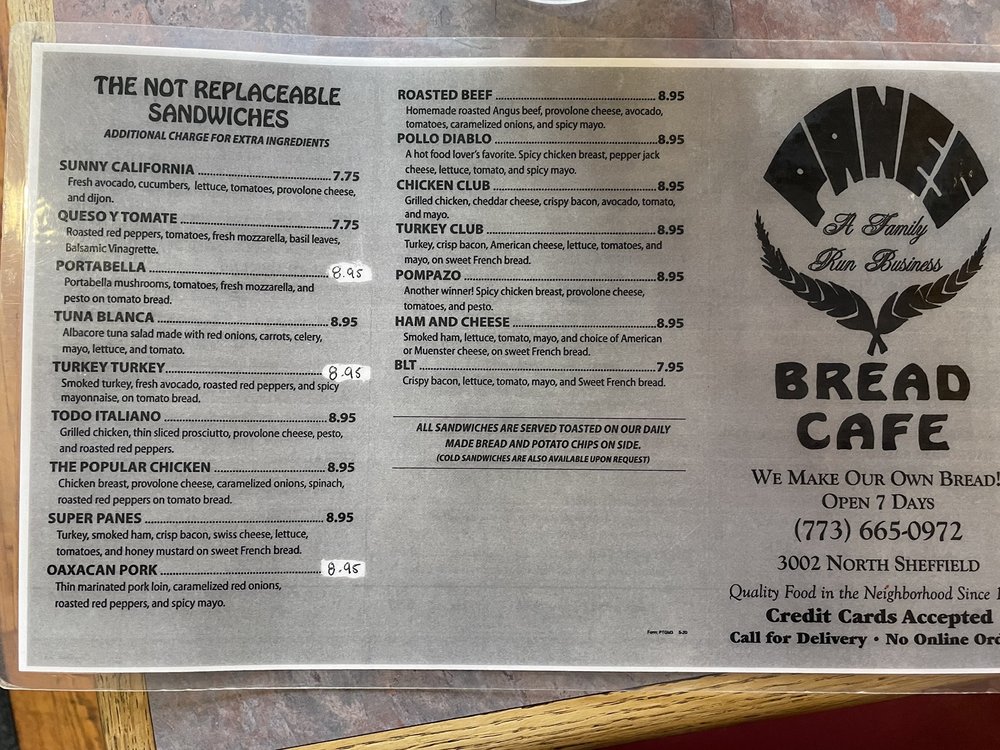 THE NOT REPLACEABLE
SANDWICHES
ADDITIONAL CHARGE FOR EXTRA INGREDIENTS
SUNNY CALIFORNIA ........................ 7.75
Fresh avocado, cucumbers, lettuce, tomatoes, provolone cheese,
and dijon.
QUESO Y TOMATE ........................ 7.75
Roasted red peppers, tomatoes, fresh mozzarella, basil leaves,
Balsamic Vinagrette.
PORTABELLA ........................ 8.95
Portabella mushrooms, tomatoes, fresh mozzarella, and
pesto on tomato bread.
TUNA BLANCA ........................ 8.95
Albacore tuna salad made with red onions, carrots, celery,
mayo, lettuce, and tomato.
TURKEY TURKEY ........................ 8.95
Smoked turkey, fresh avocado, roasted red peppers, and spicy
mayonnaise, on tomato bread.
TODO ITALIANO ........................ 8.95
Grilled chicken, thin sliced prosciutto, provolone cheese, pesto,
and roasted red peppers.
THE POPULAR CHICKEN ........................ 8.95
Chicken breast, provolone cheese, caramelized onions, spinach,
roasted red peppers on tomato bread.
SUPER PANES ........................ 8.95
Turkey, smoked ham, crisp bacon, swiss cheese, lettuce,
tomatoes, and honey mustard on sweet French bread.
OAXACAN PORK ........................ 8.95
Thin marinated pork loin, caramelized red onions,
roasted red peppers, and spicy mayo.
ROASTED BEEF ........................ 8.95
Homemade roasted Angus beef, provolone cheese, avocado,
tomatoes, caramelized onions, and spicy mayo.
POLLO DIABLO ........................ 8.95
A hot food lover's favorite. Spicy chicken breast, pepper jack
cheese, lettuce, tomato, and spicy mayo.
CHICKEN CLUB ........................ 8.95
Grilled chicken, cheddar cheese, crispy bacon, avocado, tomato,
and mayo.
TURKEY CLUB ........................ 8.95
Turkey, crisp bacon, American cheese, lettuce, tomatoes, and
mayo, on sweet French bread.
POMPAZO ........................ 8.95
Another winner! Spicy chicken breast, provolone cheese,
tomatoes, and pesto.
HAM AND CHEESE ........................ 8.95
Smoked ham, lettuce, tomato, mayo, and choice of American
or Muenster cheese, on sweet French bread.
BLT ........................ 7.95
Crispy bacon, lettuce, tomato, mayo, and Sweet French bread.
ALL SANDWICHES ARE SERVED TOASTED ON OUR DAILY
MADE BREAD AND POTATO CHIPS ON SIDE.
(COLD SANDWICHES ARE ALSO AVAILABLE UPON REQUEST)
PANES
A Family
Run Business
BREAD
CAFE
WE MAKE OUR OWN BREAD!
OPEN 7 DAYS
(773) 665-0972
3002 NORTH SHEFFIELD
Quality Food in the Neighborhood Since
Credit Cards Accepted
Call for Delivery • No Online